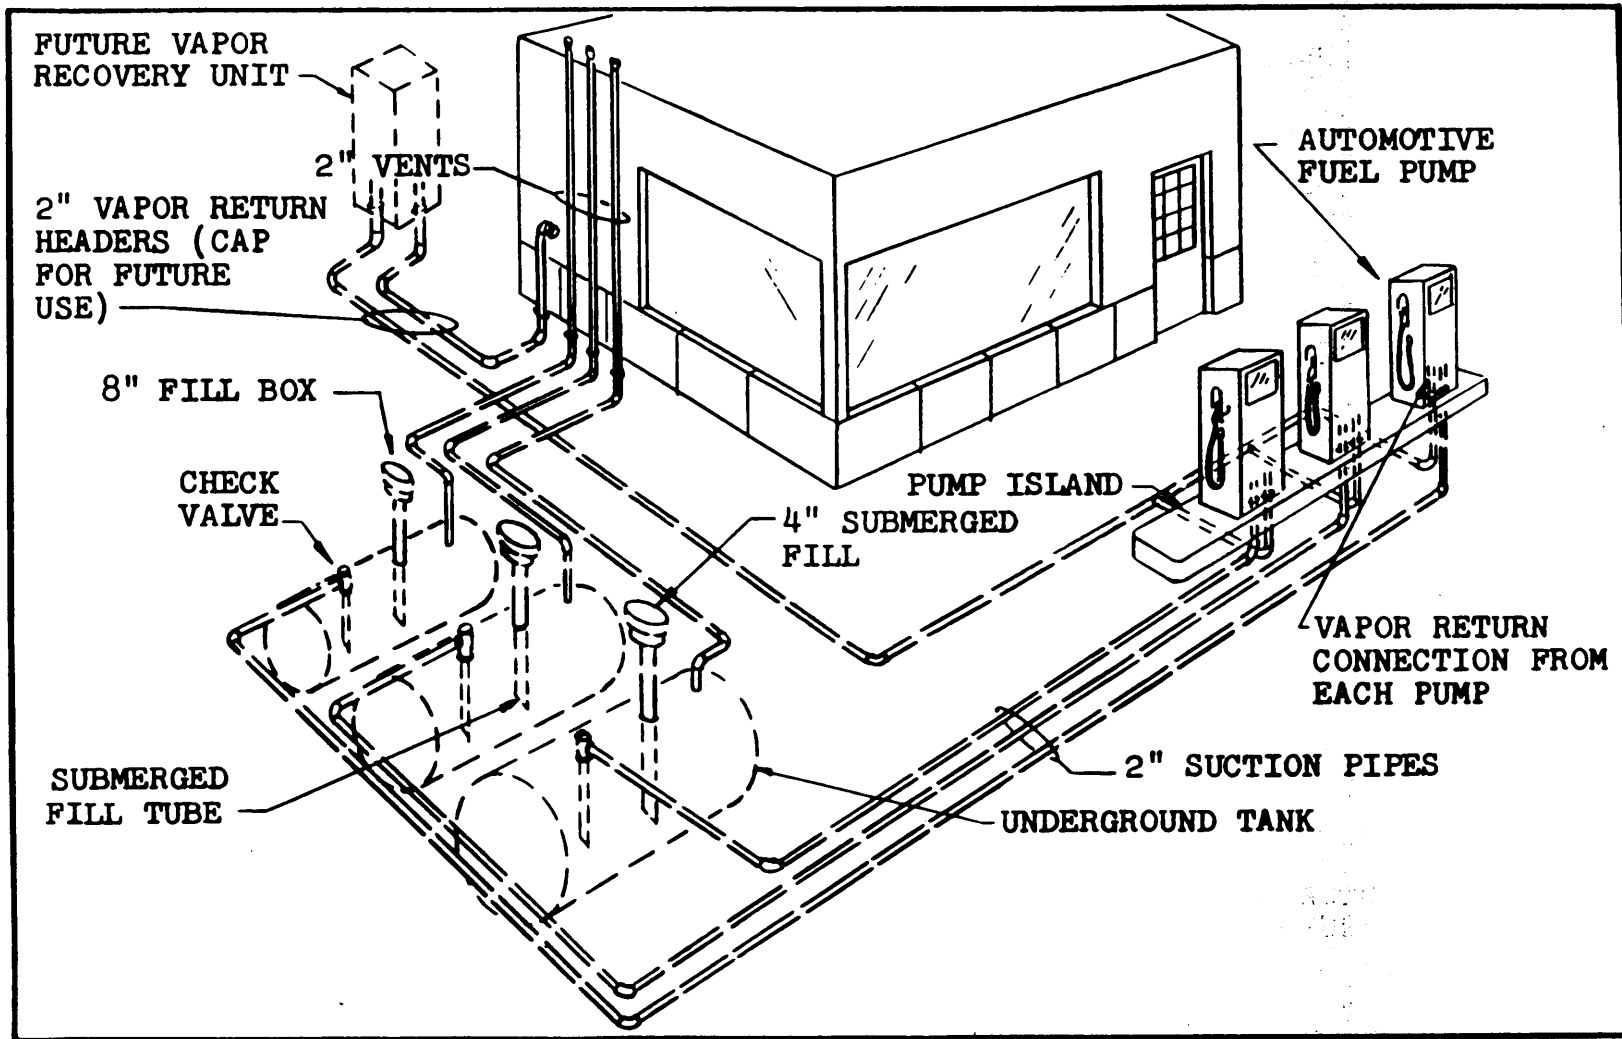 FUTURE VAPOR
RECOVERY UNIT
2" VENTS
2" VAPOR RETURN
HEADERS (CAP
FOR FUTURE
USE)
8" FILL BOX
CHECK
VALVE
SUBMERGED
FILL TUBE
AUTOMOTIVE
FUEL PUMP
PUMP ISLAND
4" SUBMERGED
FILL
VAPOR RETURN
CONNECTION FROM
EACH PUMP
2" SUCTION PIPES
UNDERGROUND TANK